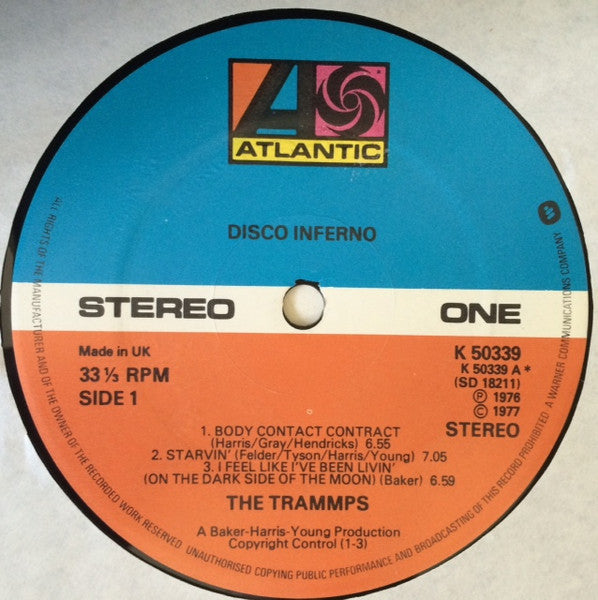 ATLANTIC
DISCO INFERNO
STEREO ONE
Made in UK
33 ⅓ RPM
SIDE 1
K 50339
K 50339 A*
(SD 18211)
Ⓟ 1976
© 1977
STEREO
1. BODY CONTACT CONTRACT
(Harris/Gray/Hendricks) 6.55
2. STARVIN' (Felder/Tyson/Harris/Young) 7.05
3. I FEEL LIKE I'VE BEEN LIVIN'
(ON THE DARK SIDE OF THE MOON) (Baker) 6.59
THE TRAMMPS
A Baker-Harris-Young Production
Copyright Control (1-3)
ALL RIGHTS OF THE MANUFACTURER AND OF THE OWNER OF THE RECORDED WORK RESERVED. UNAUTHORISED COPYING PUBLIC PERFORMANCE AND BROADCASTING OF THIS RECORD PROHIBITED A WARNER COMMUNICATIONS COMPANY